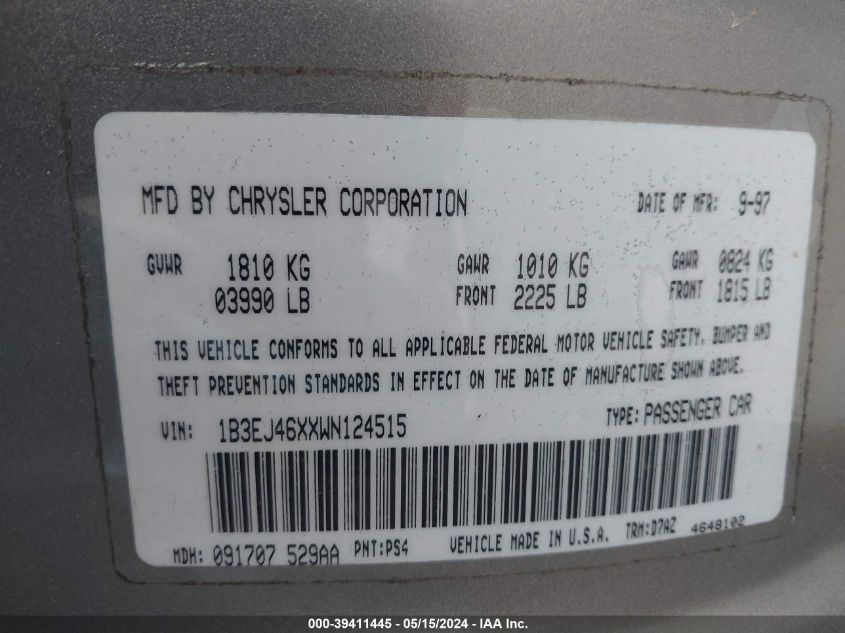 MFD BY CHRYSLER CORPORATION DATE OF MFR: 9-97
GVWR 1810 KG GAWR 1010 KG GAWR 0824 KG
03990 LB FRONT 2225 LB FRONT 1815 LB
THIS VEHICLE CONFORMS TO ALL APPLICABLE FEDERAL MOTOR VEHICLE SAFETY, BUMPER AND
THEFT PREVENTION STANDARDS IN EFFECT ON THE DATE OF MANUFACTURE SHOWN ABOVE.
VIN: 1B3EJ46XXWN124515 TYPE: PASSENGER CAR
MDH: 091707 529AA PNT:PS4 VEHICLE MADE IN U.S.A. TRM:D7AZ 4648102
000-39411445 - 05/15/2024 - IAA Inc.